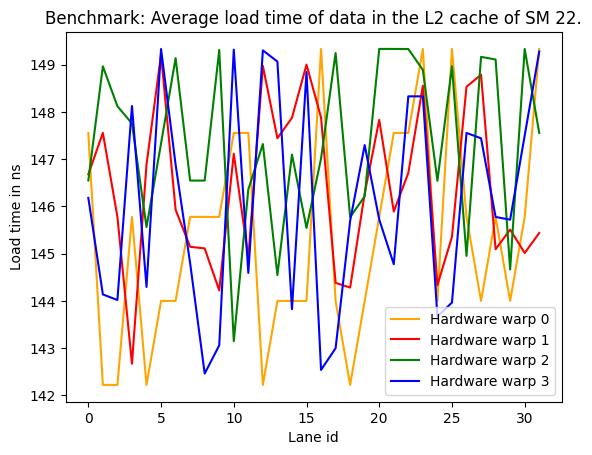 Benchmark: Average load time of data in the L2 cache of SM 22.
149
148
147
146
145
144
143
142
Load time in ns
Hardware warp 0
Hardware warp 1
Hardware warp 2
Hardware warp 3
0 5 10 15 20 25 30
Lane id